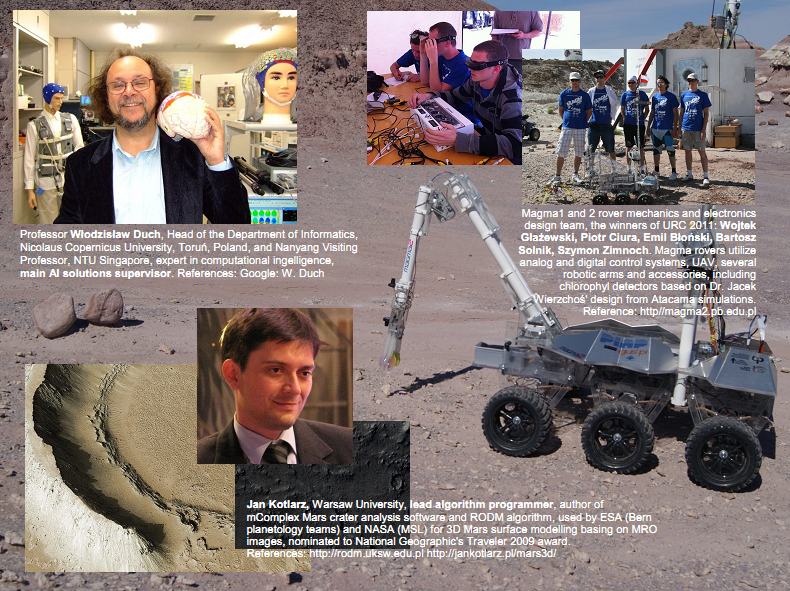 Professor Włodzisław Duch, Head of the Department of Informatics,
Nicolaus Copernicus University, Toruń, Poland, and Nanyang Visiting
Professor, NTU Singapore, expert in computational ingelligence,
main AI solutions supervisor. References: Google: W. Duch
Magma1 and 2 rover mechanics and electronics
design team, the winners of URC 2011: Wojtek
Głażewski, Piotr Ciura, Emil Błoński, Bartosz
Solnik, Szymon Zimnoch. Magma rovers utilize
analog and digital control systems, UAV, several
robotic arms and accessories, including
chlorophyl detectors based on Dr. Jacek
Wierzchoś' design from Atacama simulations.
Reference: http//magma2.pb.edu.pl
Jan Kotlarz, Warsaw University, lead algorithm programmer, author of
mComplex Mars crater analysis software and RODM algorithm, used by ESA (Bern
planetology teams) and NASA (MSL) for 3D Mars surface modelling basing on MRO
images, nominated to National Geographic's Traveler 2009 award.
References: http://rodm.uksw.edu.pl http://jankotlarz.pl/mars3d/